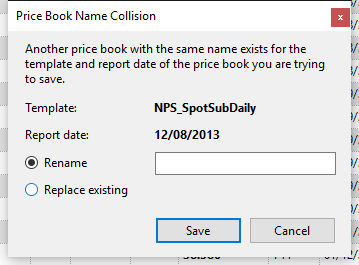 Price Book Name Collision
Another price book with the same name exists for the
template and report date of the price book you are trying
to save.
Template: NPS_SpotSubDaily
Report date: 12/08/2013
Rename
Replace existing
Save Cancel